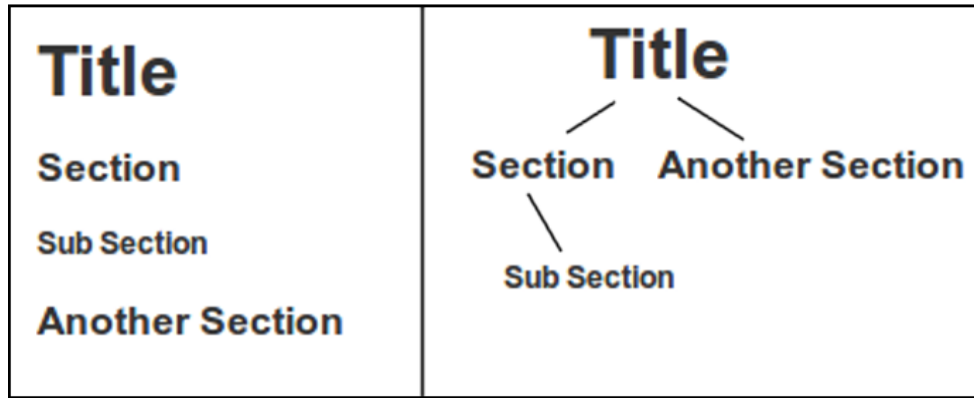 Title
Section
Sub Section
Another Section
Title
Section Another Section
Sub Section